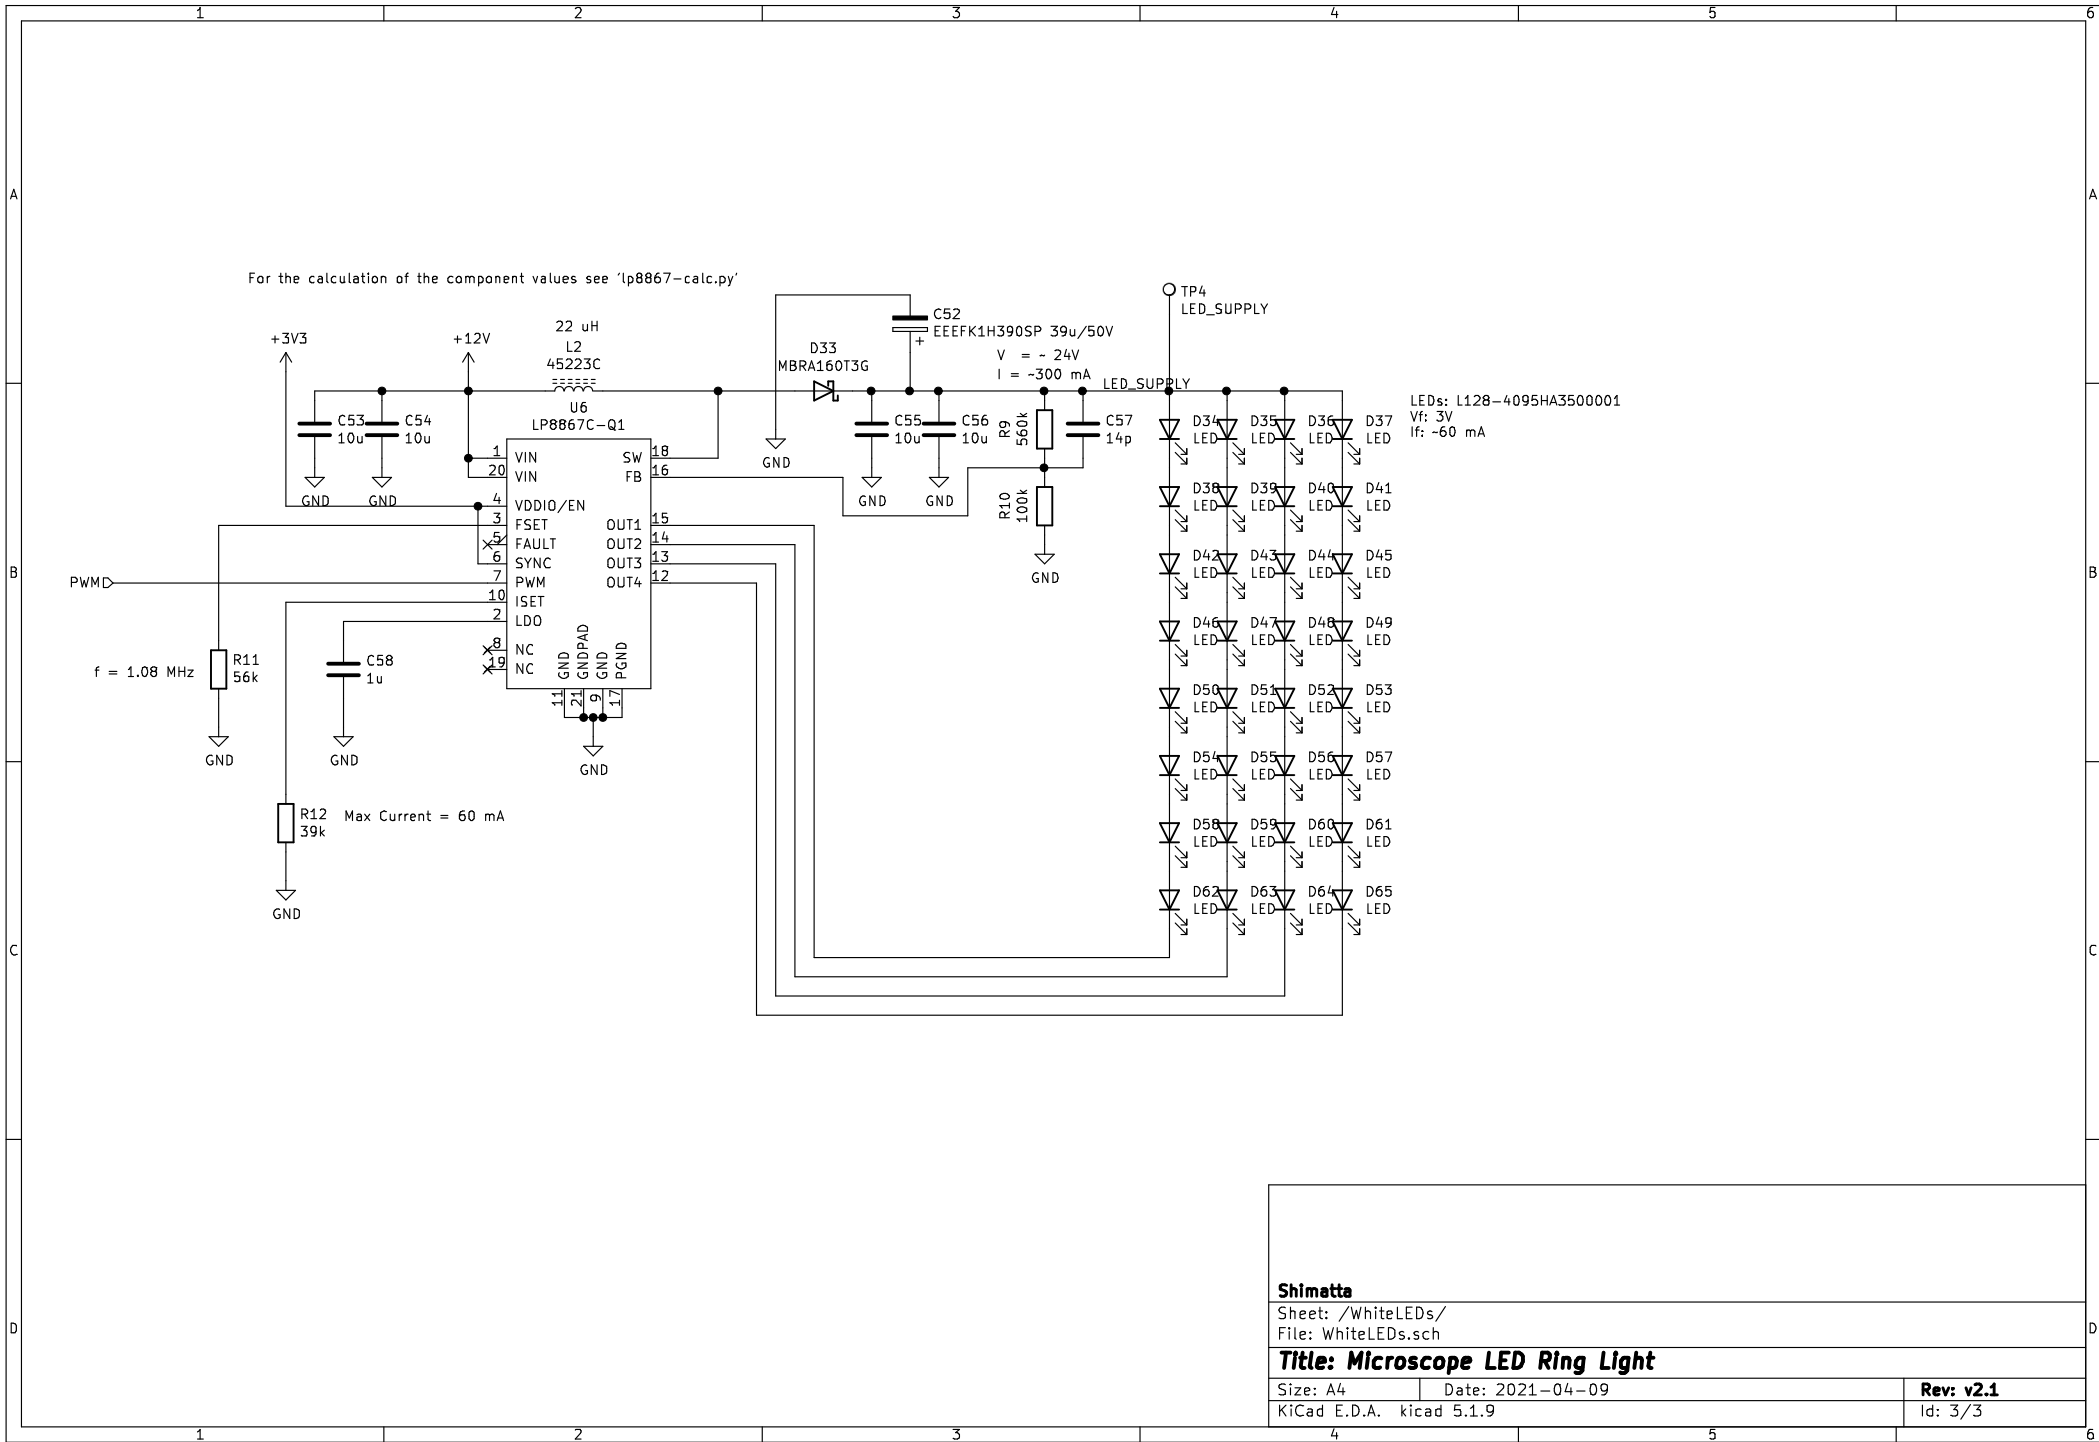 1 2 3 4 5 6
A A
B B
C C
D D
For the calculation of the component values see 'lp8867-calc.py'
+3V3
+12V
22 uH
L2
45223C
U6
LP8867C-Q1
C53
10u
GND
C54
10u
GND
1 VIN
20 VIN
4 VDDIO/EN
3 FSET
5 FAULT
6 SYNC
7 PWM
10 ISET
2 LDO
8 NC
19 NC
SW 18
FB 16
OUT1 15
OUT2 14
OUT3 13
OUT4 12
GND 11
GNDPAD 21
GND 9
PGND 17
GND
PWM
f = 1.08 MHz
R11
56k
GND
C58
1u
GND
R12
39k
Max Current = 60 mA
GND
D33
MBRA160T3G
C52
EEEFK1H390SP 39u/50V
+
GND
V = ~ 24V
I = ~300 mA
LED_SUPPLY
C55
10u
GND
C56
10u
GND
R9
560k
C57
14p
R10
100k
GND
TP4
LED_SUPPLY
LEDs: L128-4095HA3500001
Vf: 3V
If: ~60 mA
D34 D35 D36 D37
LED LED LED LED
D38 D39 D40 D41
LED LED LED LED
D42 D43 D44 D45
LED LED LED LED
D46 D47 D48 D49
LED LED LED LED
D50 D51 D52 D53
LED LED LED LED
D54 D55 D56 D57
LED LED LED LED
D58 D59 D60 D61
LED LED LED LED
D62 D63 D64 D65
LED LED LED LED
Shimatta
Sheet: /WhiteLEDs/
File: WhiteLEDs.sch
Title: Microscope LED Ring Light
Size: A4 Date: 2021-04-09 Rev: v2.1
KiCad E.D.A. kicad 5.1.9 Id: 3/3
1 2 3 4 5 6